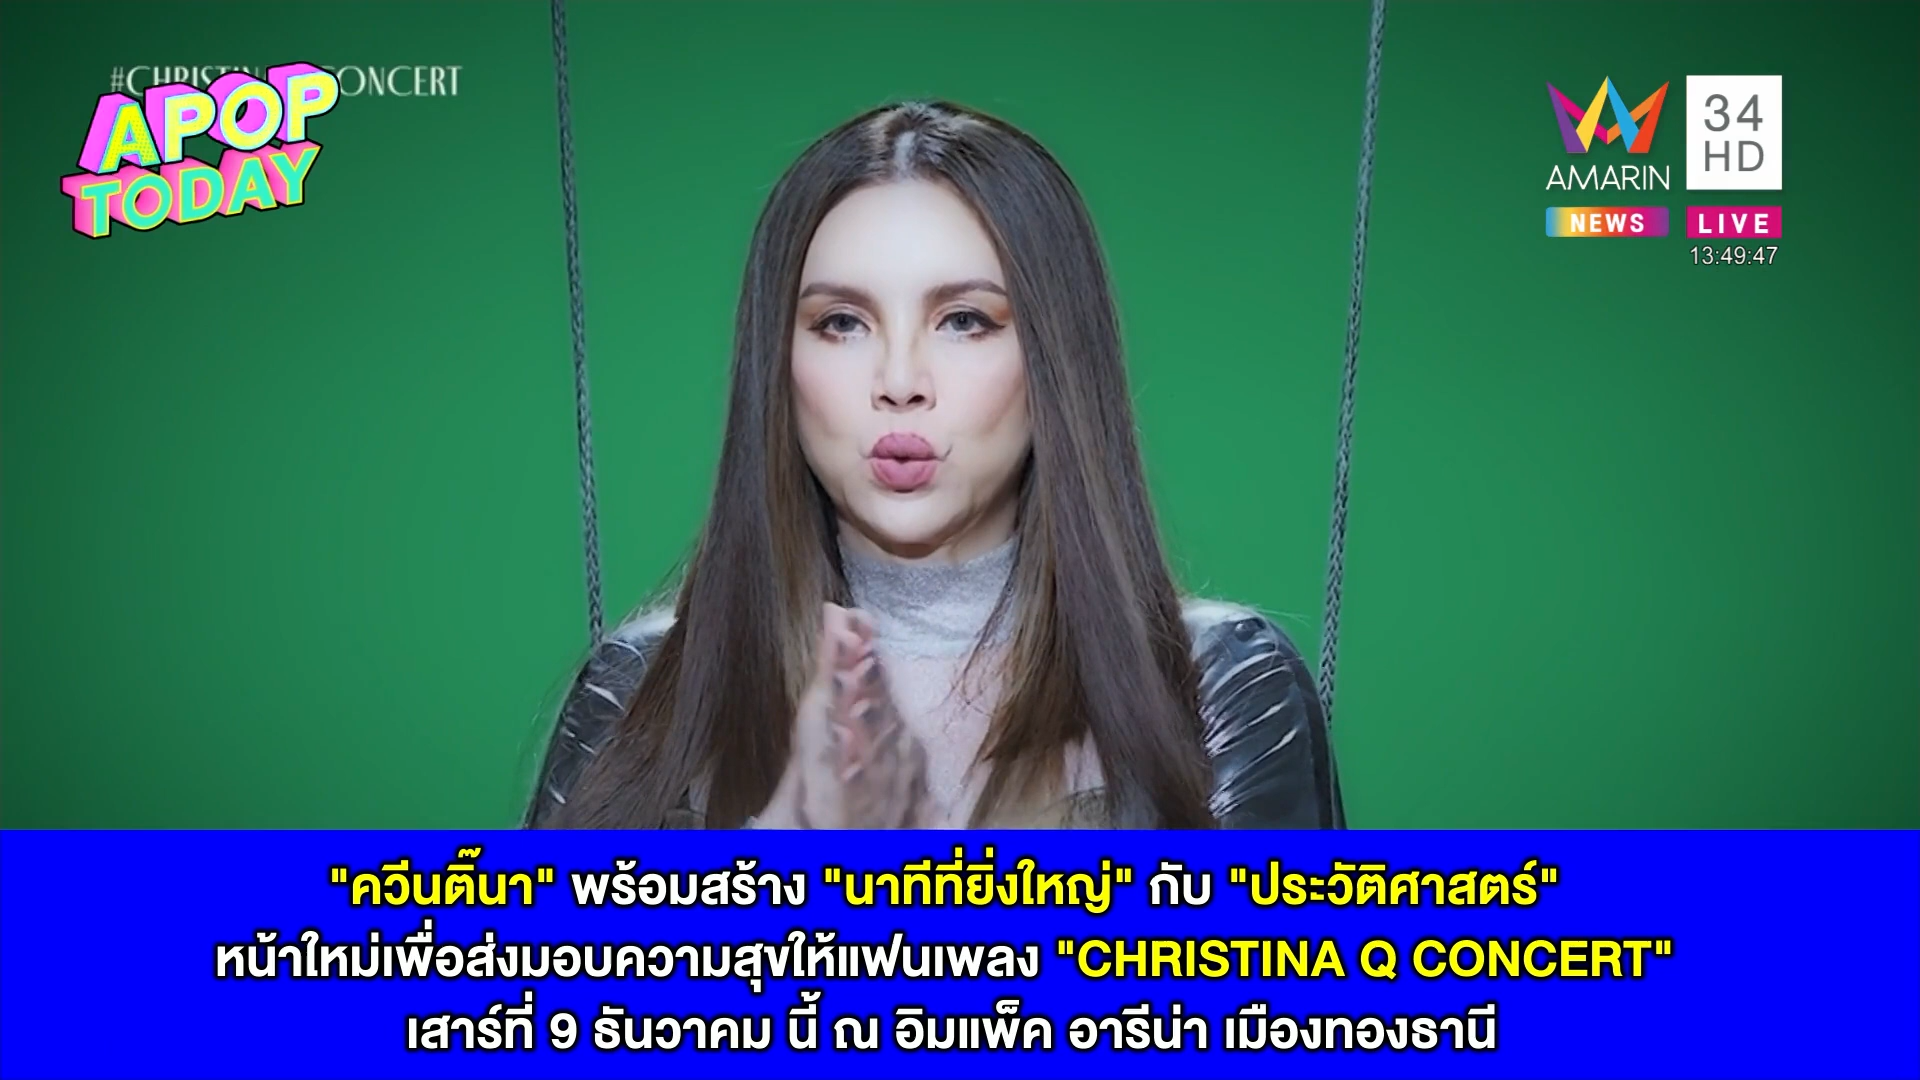 #CHRISTINAQCONCERT
APOP
TODAY
AMARIN
34
HD
NEWS
LIVE
13:49:47
"ควีนติ๊นา" พร้อมสร้าง "นาทีที่ยิ่งใหญ่" กับ "ประวัติศาสตร์"
หน้าใหม่เพื่อส่งมอบความสุขให้แฟนเพลง "CHRISTINA Q CONCERT"
เสาร์ที่ 9 ธันวาคม นี้ ณ อิมแพ็ค อารีน่า เมืองทองธานี